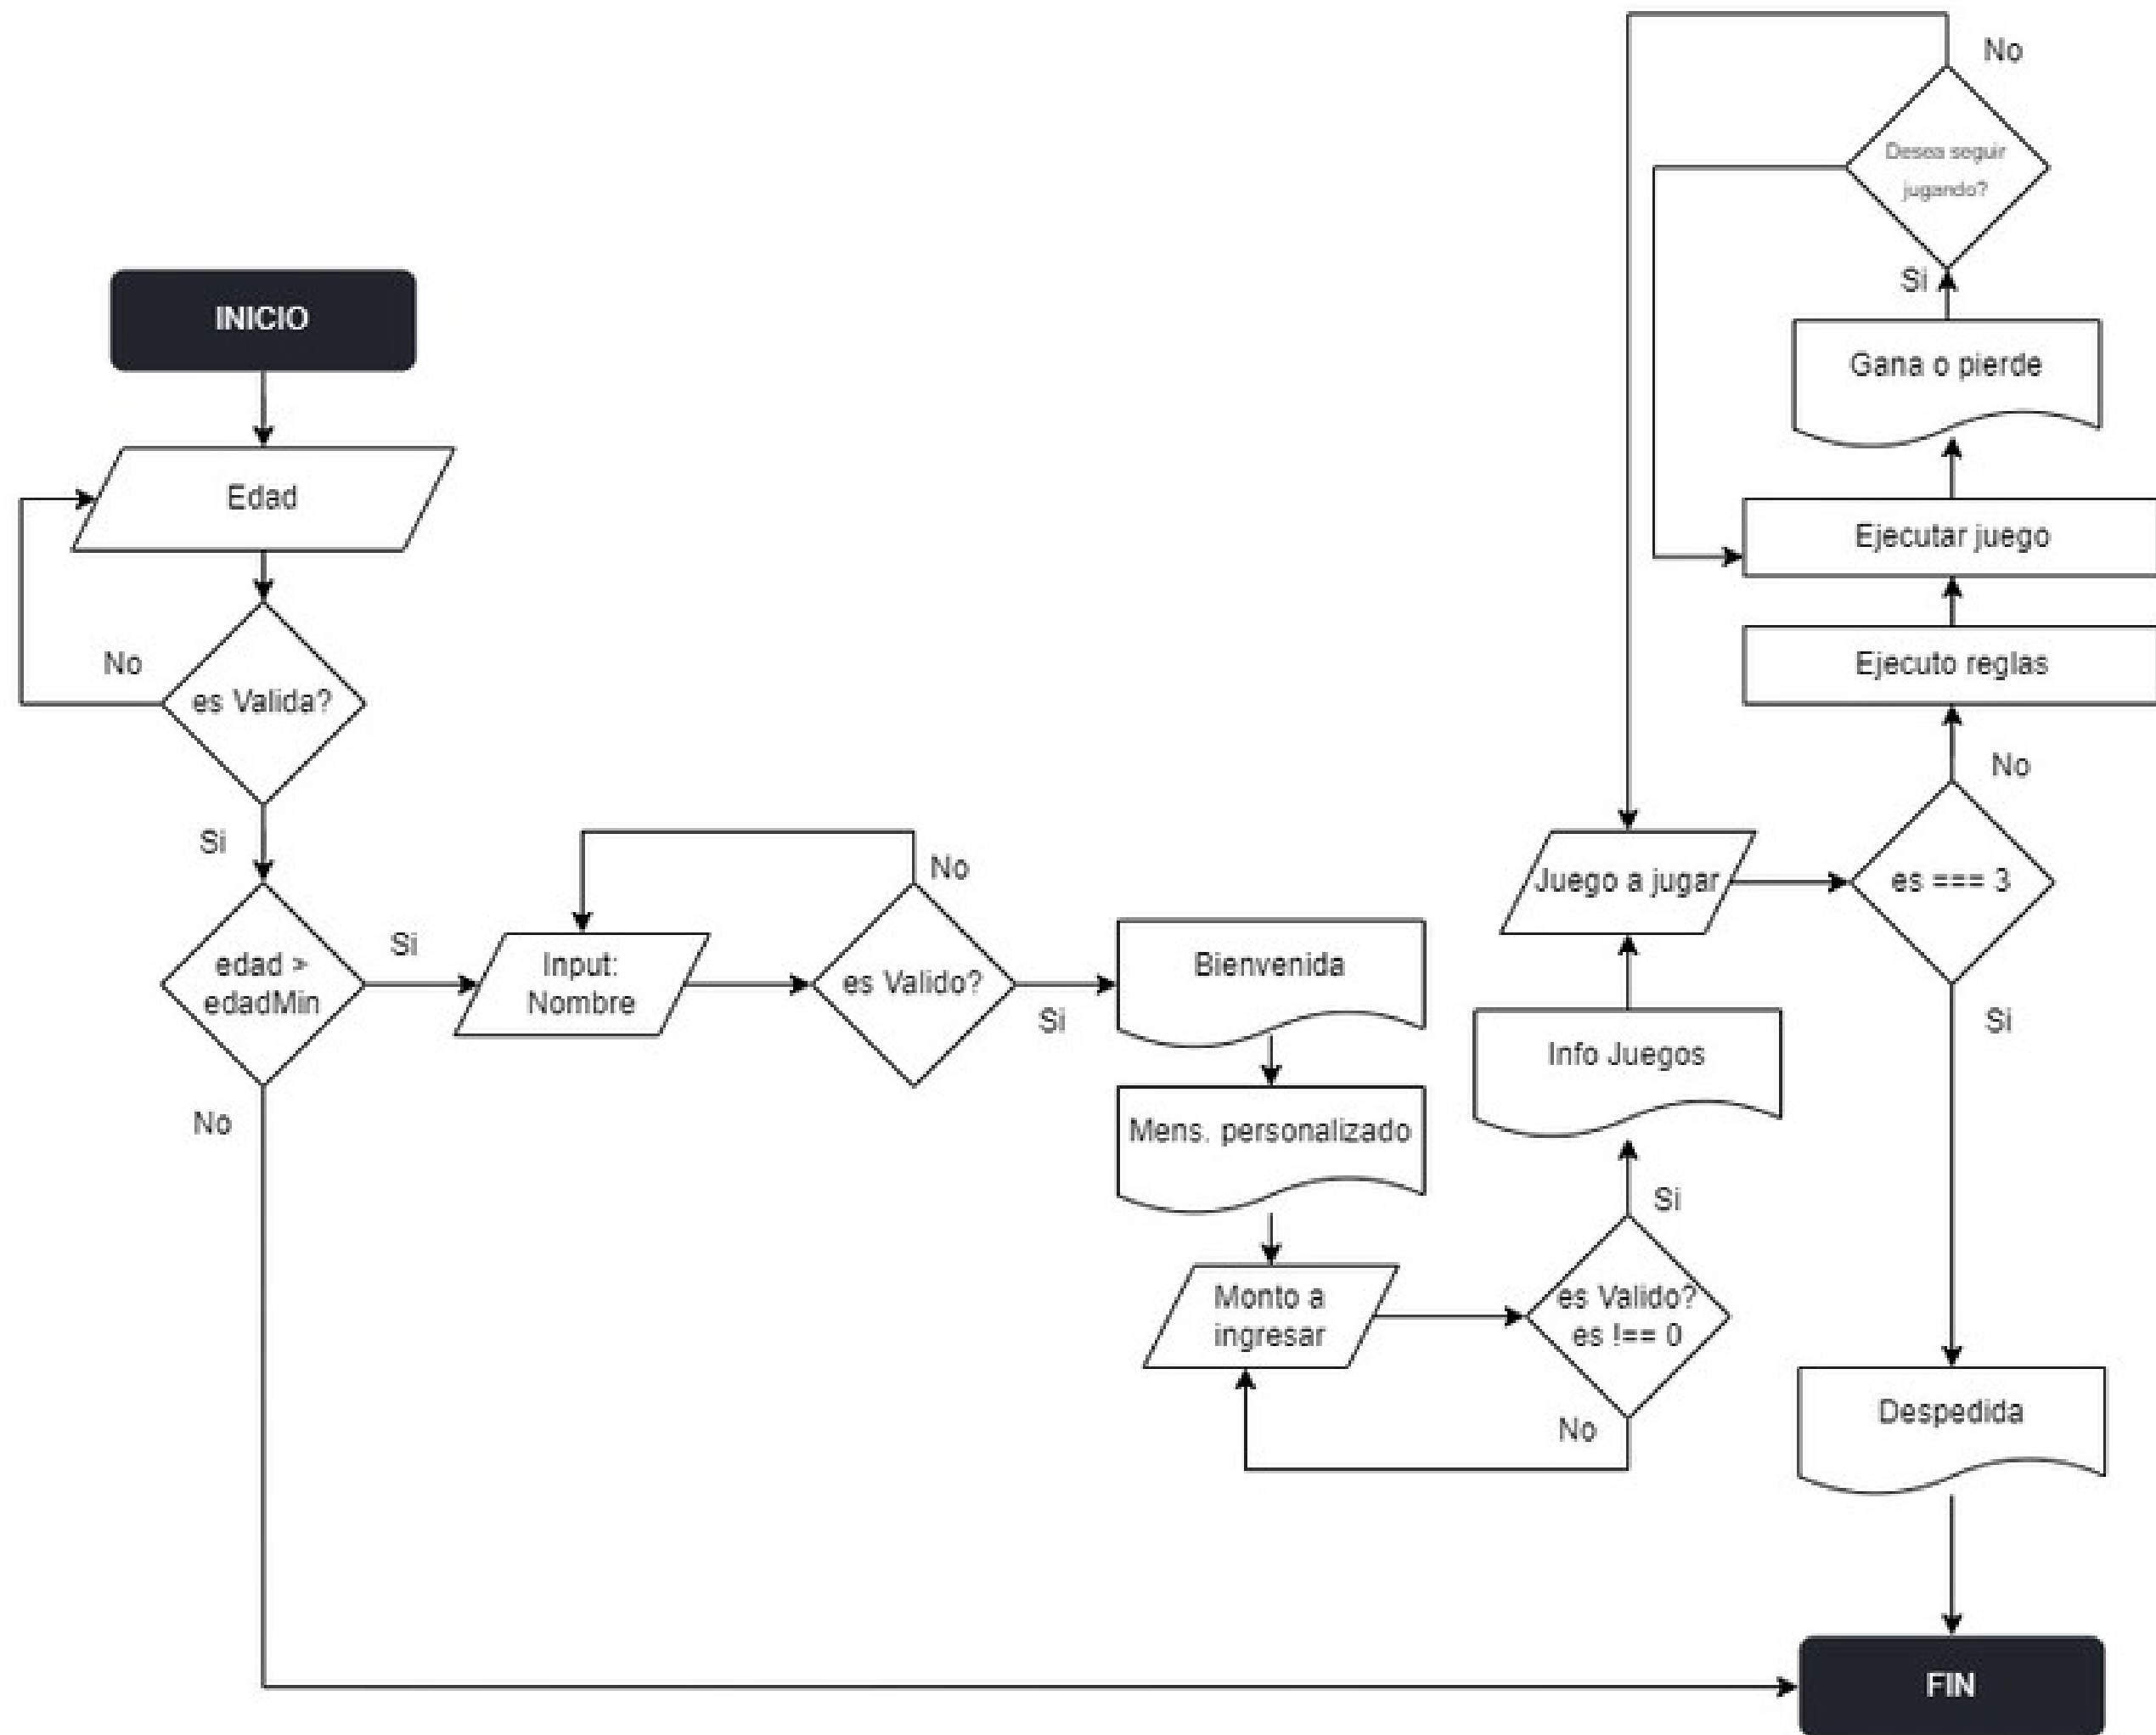 INICIO
Edad
No
es Valida?
Si
edad >
edadMin
Si
No
Input:
Nombre
No
es Valido?
Si
Bienvenida
Mens. personalizado
Monto a
ingresar
es Valido?
es !== 0
No
Si
Info Juegos
Juego a jugar
es === 3
No
Si
Ejecuto reglas
Ejecutar juego
Gana o pierde
Si
Desea seguir
jugando?
No
Despedida
FIN